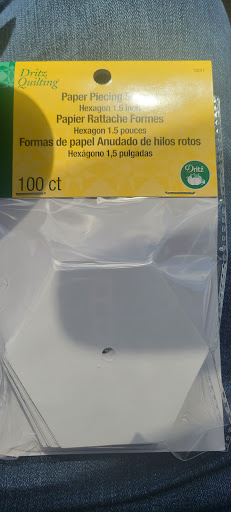 Dritz
Quilting
Paper Piecing
Hexagon 1.5
Papier Rattache Formes
Hexagon 1.5 pouces
Formas de papel Anudado de hilos rotos
Hexágono 1,5 pulgadas
100 ct
Dritz